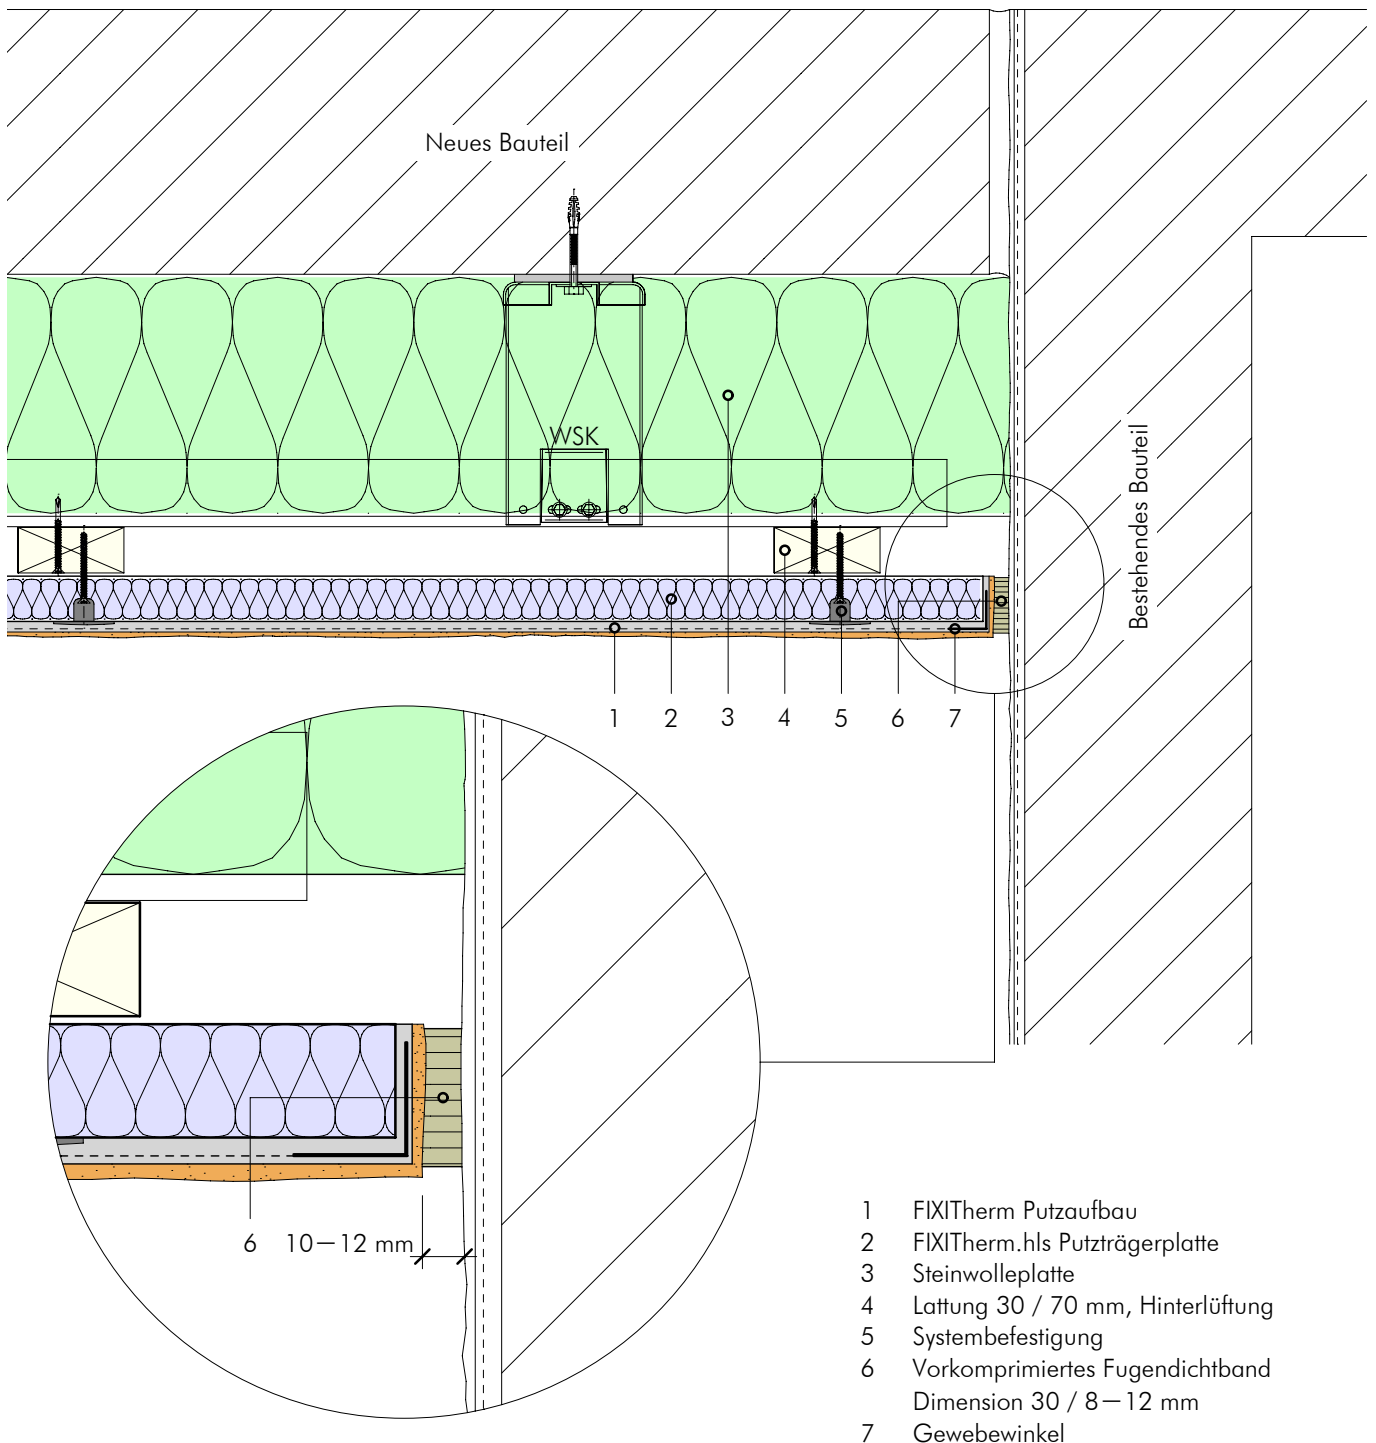 Neues Bauteil
WSK
Bestehendes Bauteil
1 2 3 4 5 6 7
6 10–12 mm
1 FIXITherm Putzaufbau
2 FIXITherm.hls Putzträgerplatte
3 Steinwolleplatte
4 Lattung 30 / 70 mm, Hinterlüftung
5 Systembefestigung
6 Vorkomprimiertes Fugendichtband
Dimension 30 / 8–12 mm
7 Gewebewinkel